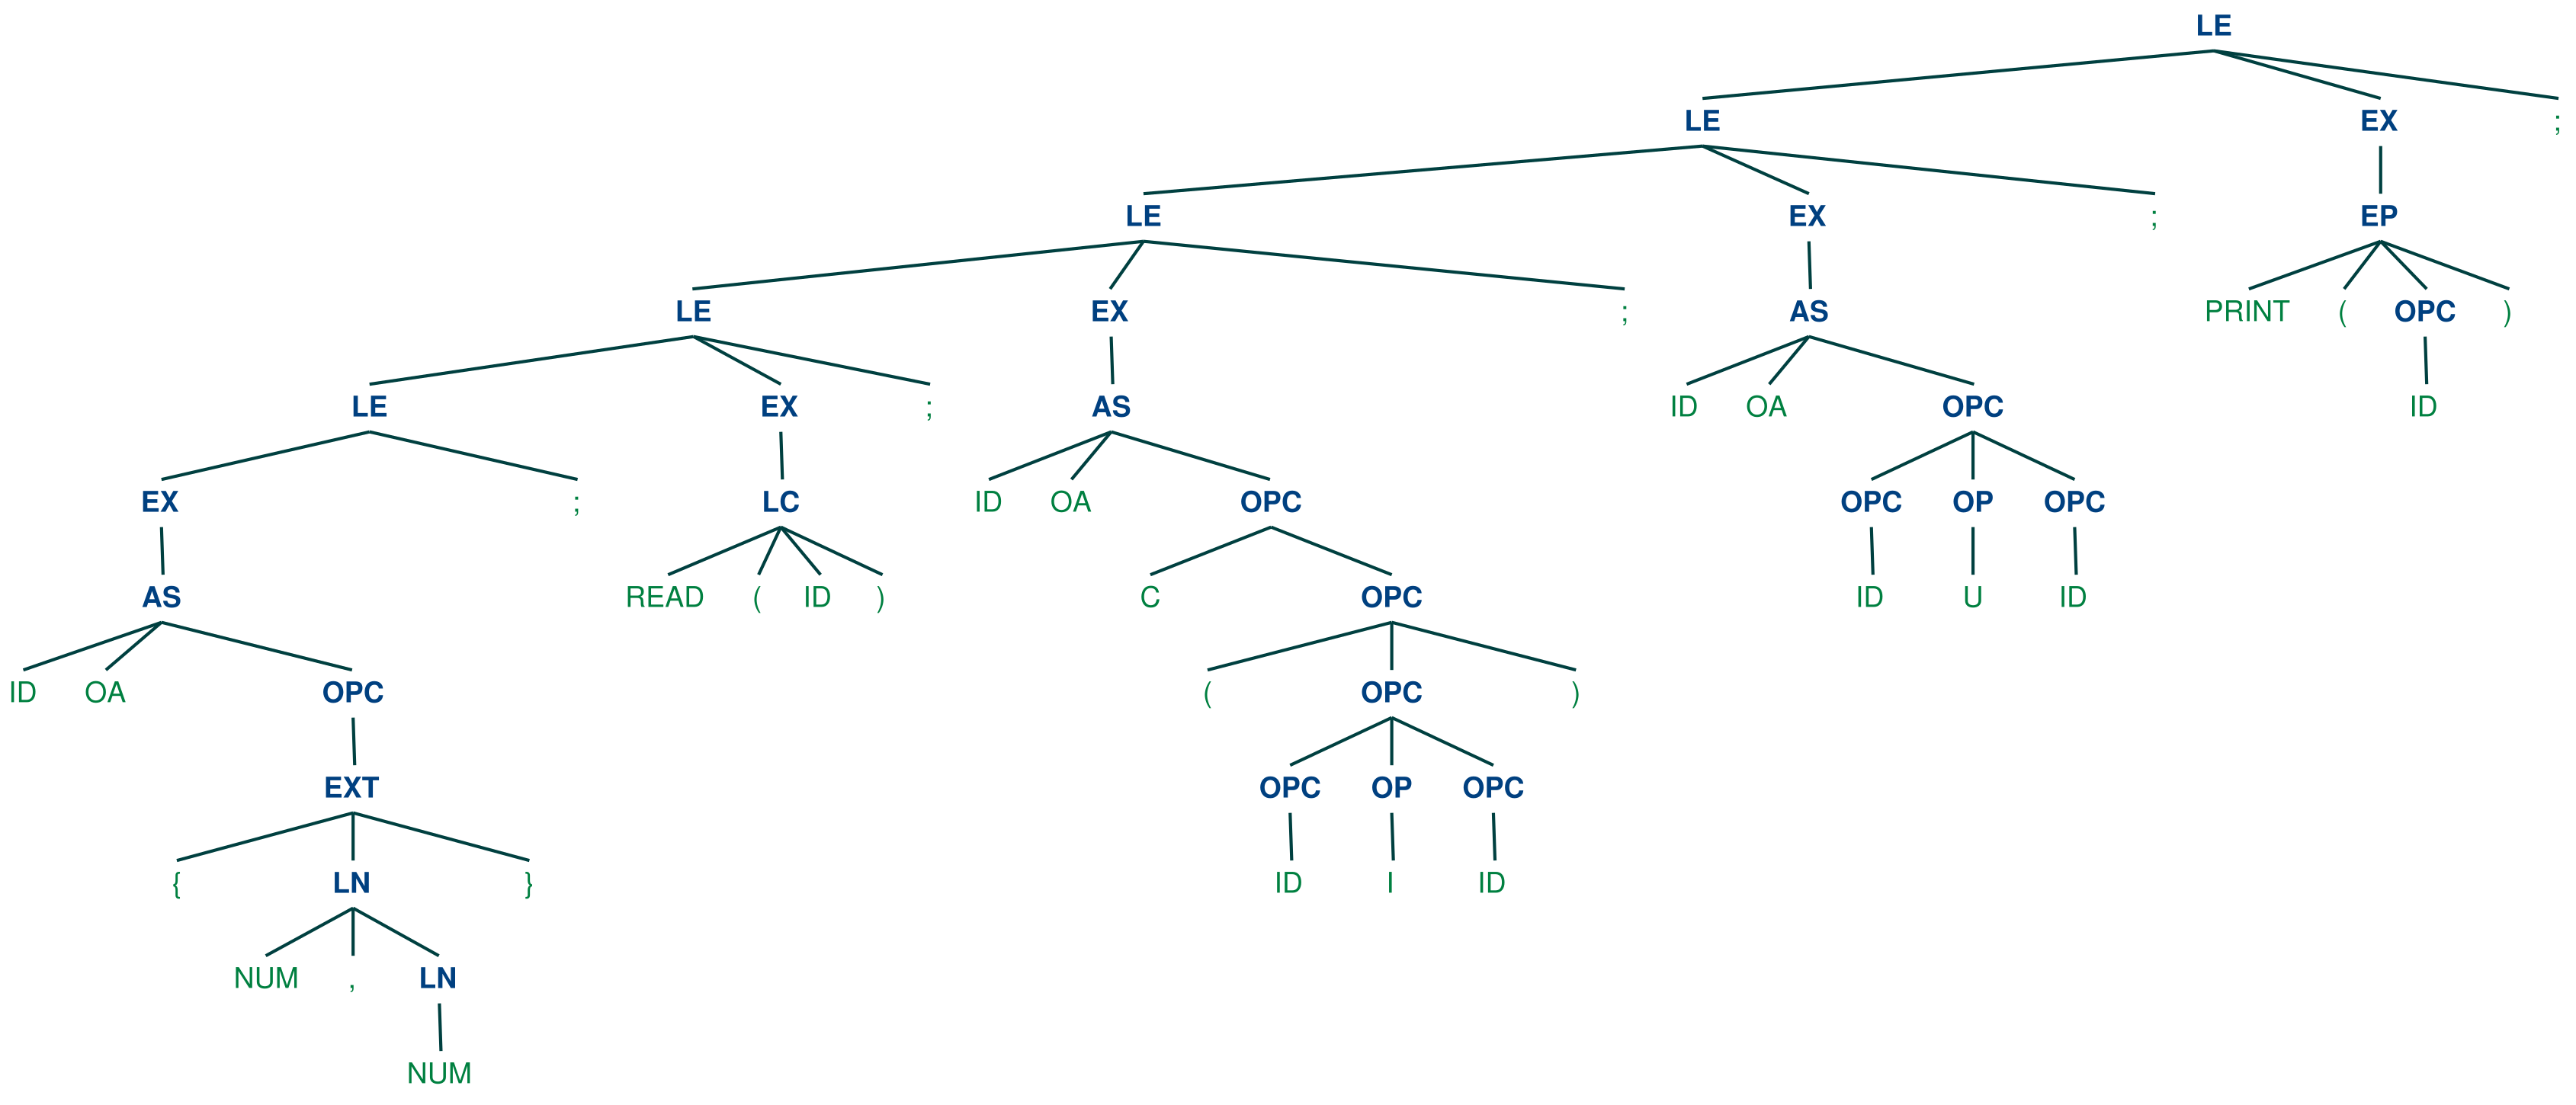 LE
LE EX ;
LE EX ; EP
LE EX ; AS PRINT ( OPC )
LE EX ; AS ID OA OPC ID
EX ; LC ID OA OPC OPC OP OPC
AS READ ( ID ) C OPC ID U ID
ID OA OPC ( OPC )
EXT OPC OP OPC
{ LN } ID I ID
NUM , LN
NUM